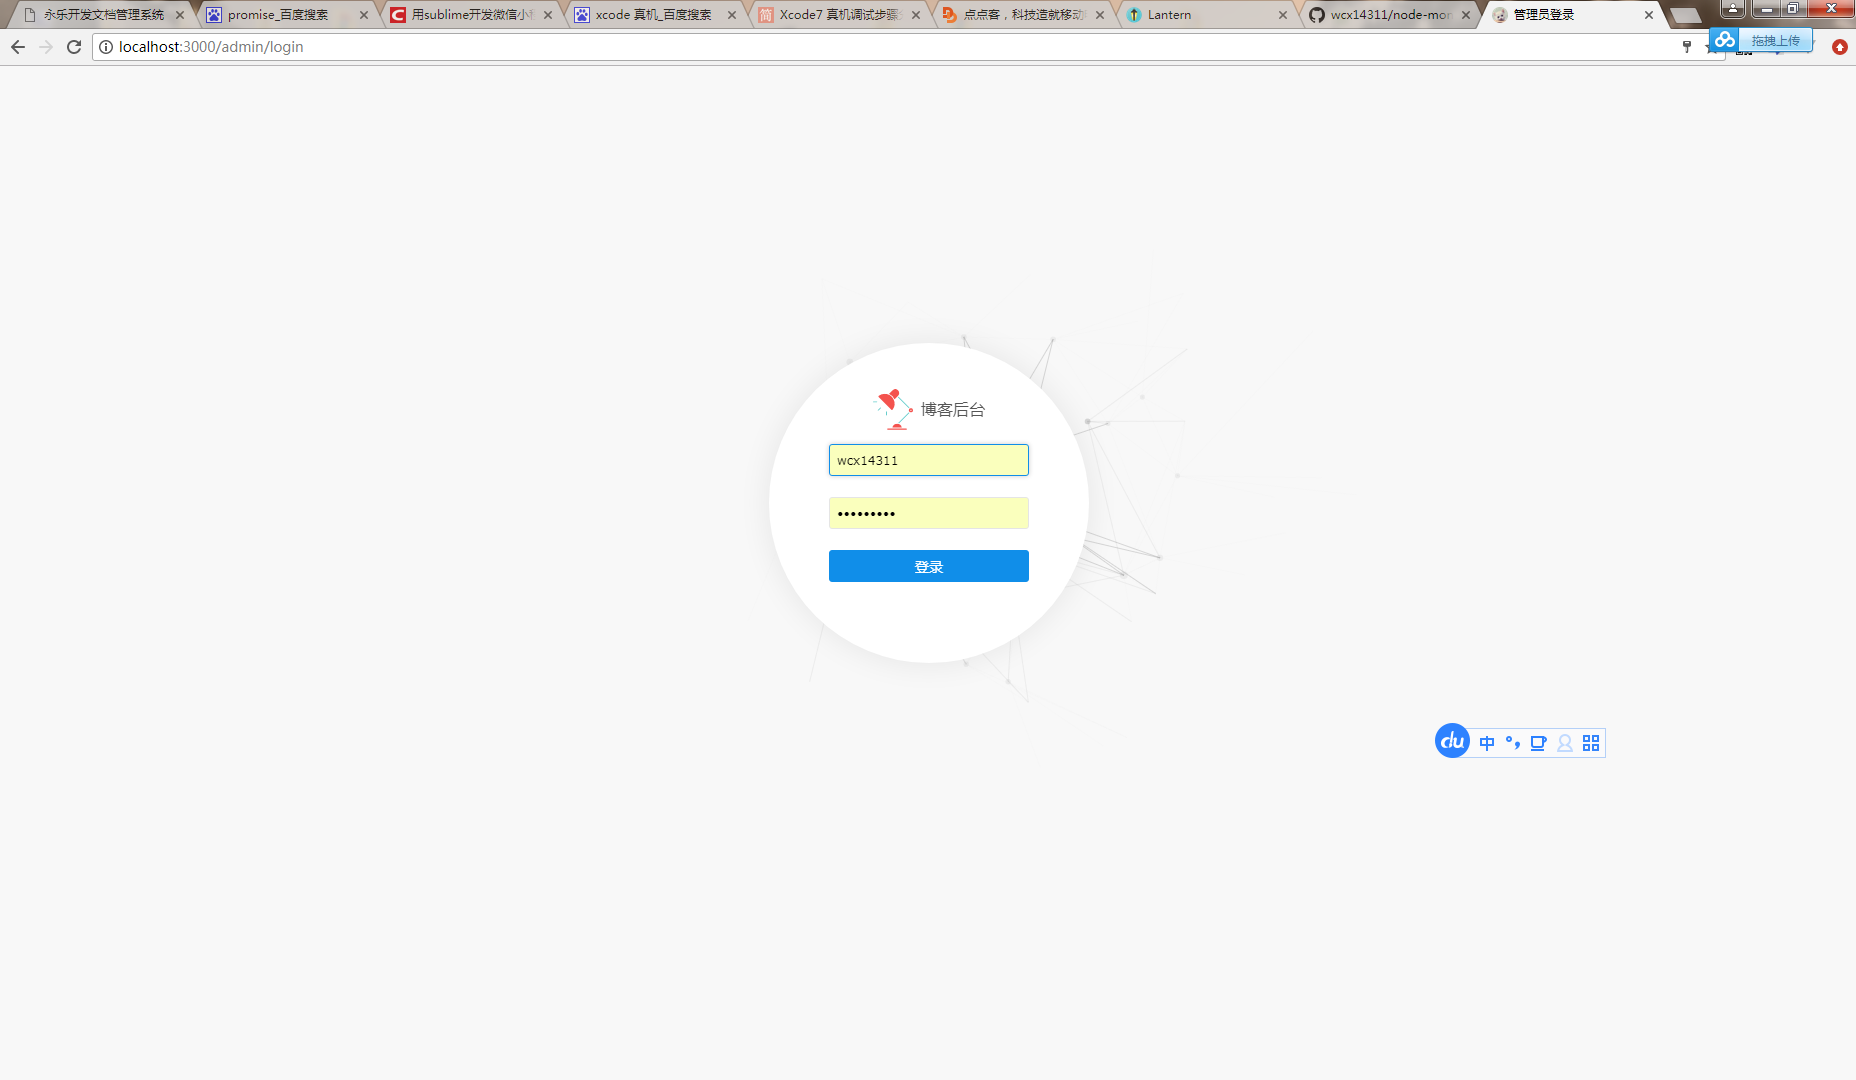 永乐开发文档管理系统
promise_百度搜索
用sublime开发微信小
xcode 真机_百度搜索
Xcode7 真机调试步骤
点点客，科技造就移动
Lantern
wcx14311/node-mon
管理员登录
localhost:3000/admin/login
拖拽上传
博客后台
wcx14311
•••••••••
登录
du 中